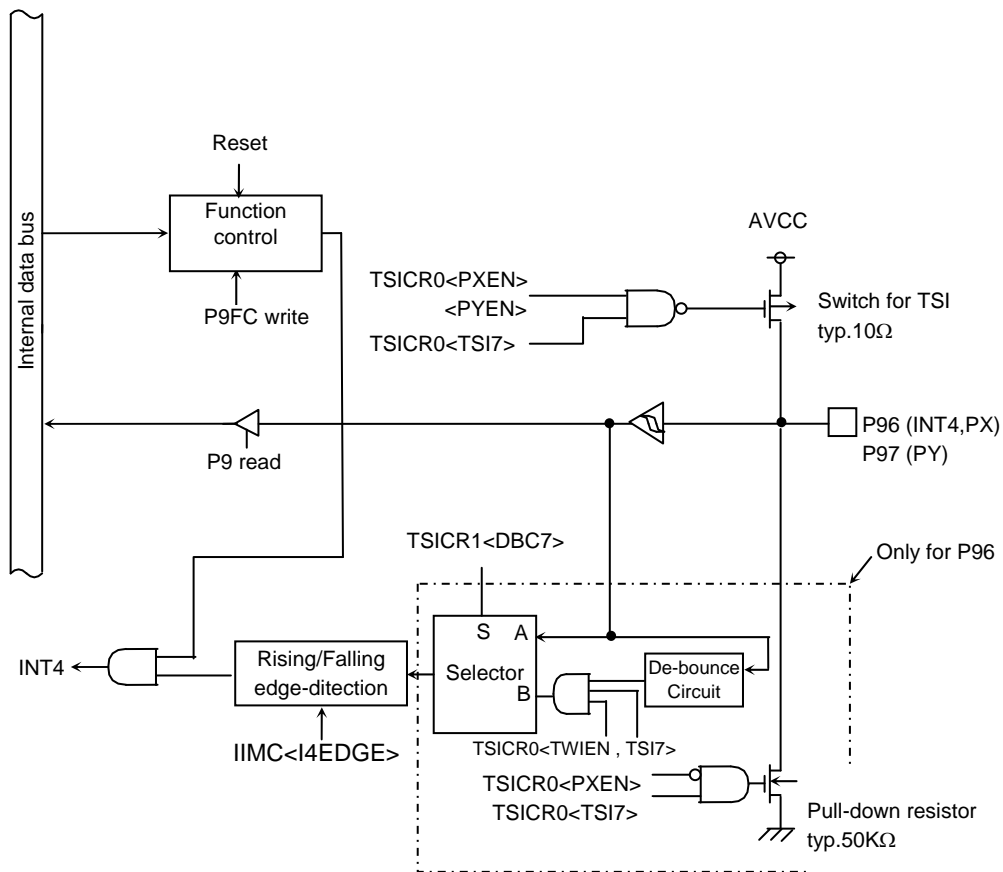 Internal data bus
Reset
Function
control
P9FC write
AVCC
TSICR0<PXEN>
<PYEN>
TSICR0<TSI7>
Switch for TSI
typ.10Ω
P9 read
P96 (INT4,PX)
P97 (PY)
TSICR1<DBC7>
Only for P96
S
A
Selector
B
De-bounce
Circuit
INT4
Rising/Falling
edge-ditection
IIMC<I4EDGE>
TSICR0<TWIEN , TSI7>
TSICR0<PXEN>
TSICR0<TSI7>
Pull-down resistor
typ.50KΩ